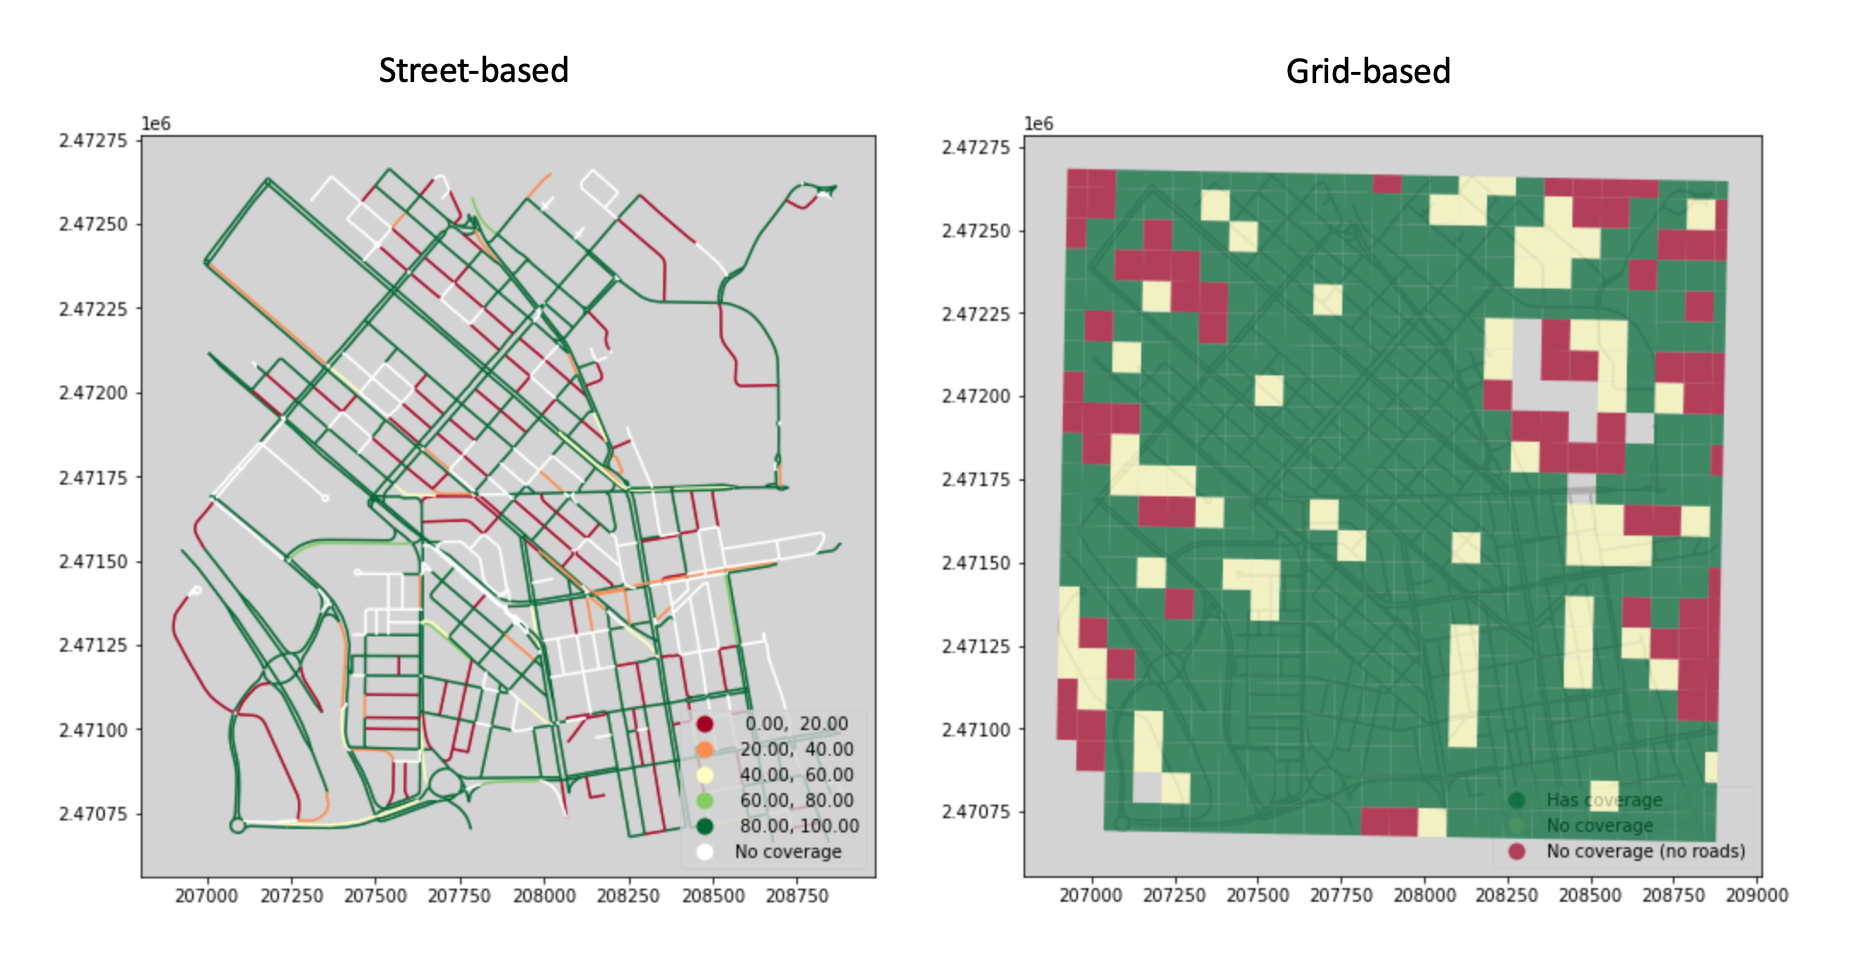 Street-based
Grid-based
1e6
2.47275
2.47250
2.47225
2.47200
2.47175
2.47150
2.47125
2.47100
2.47075
0.00, 20.00
20.00, 40.00
40.00, 60.00
60.00, 80.00
80.00, 100.00
No coverage
207000 207250 207500 207750 208000 208250 208500 208750
1e6
2.47275
2.47250
2.47225
2.47200
2.47175
2.47150
2.47125
2.47100
2.47075
Has coverage
No coverage
No coverage (no roads)
207000 207250 207500 207750 208000 208250 208500 208750 209000